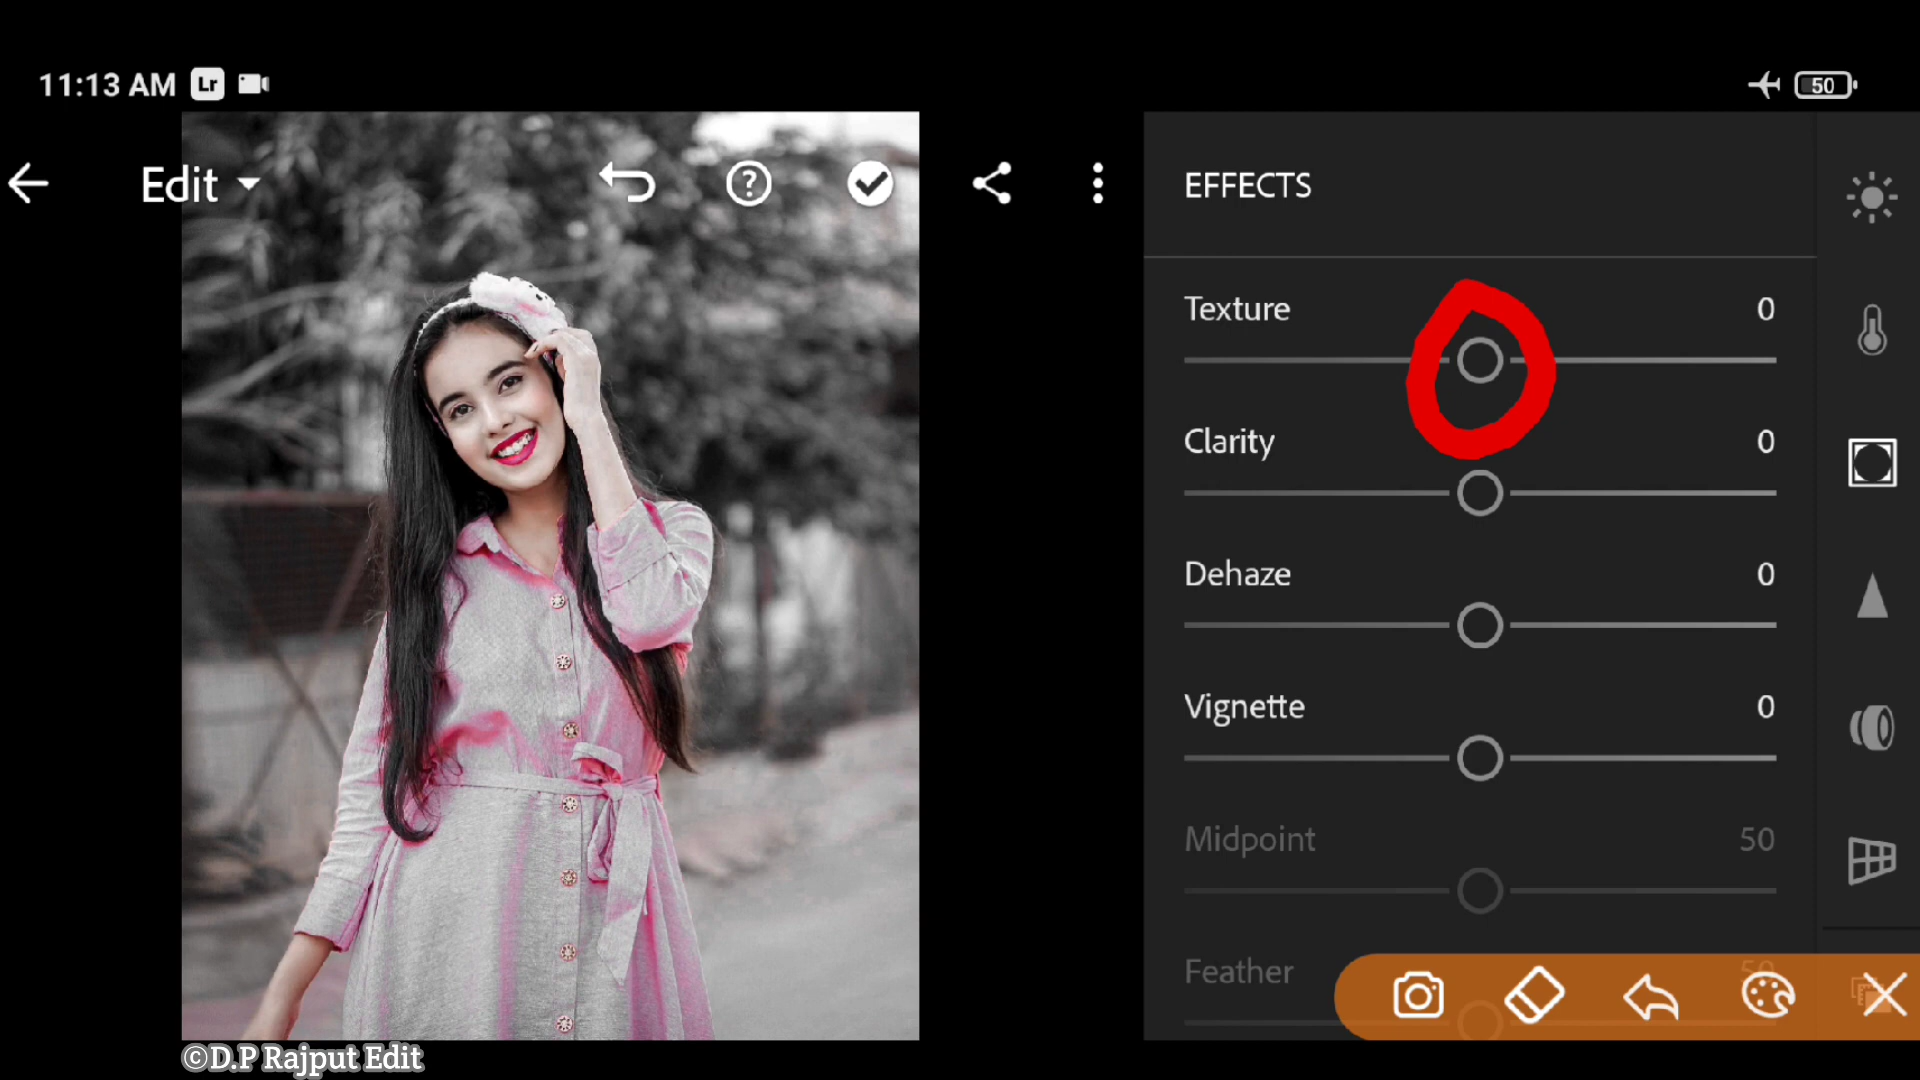 11:13 AM Lr 50
Edit
EFFECTS
Texture 0
Clarity 0
Dehaze 0
Vignette 0
Midpoint 50
Feather 50
©D.P Rajput Edit